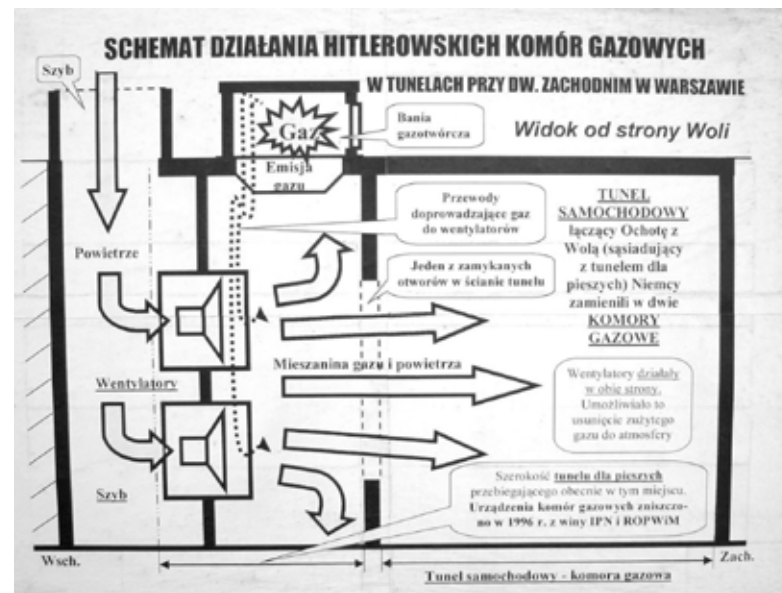 SCHEMAT DZIAŁANIA HITLEROWSKICH KOMÓR GAZOWYCH
W TUNELACH PRZY DW. ZACHODNIM W WARSZAWIE
Szyb
Gaz
Bania
gazotwórcza
Widok od strony Woli
Emisja
gazu
Przewody
doprowadzające gaz
do wentylatorów
TUNEL
SAMOCHODOWY
łączący Ochotę z
Wolą (sąsiadujący
z tunelem dla
pieszych) Niemcy
zamienili w dwie
KOMORY
GAZOWE
Powietrze
Jeden z zamykanych
otworów w ścianie tunelu
Mieszanina gazu i powietrza
Wentylatory
Wentylatory działały
w obie strony.
Umożliwiało to
usunięcie zużytego
gazu do atmosfery
Szyb
Szerokość tunelu dla pieszych
przebiegającego obecnie w tym miejscu.
Urządzenia komór gazowych zniszczo-
no w 1996 r. z winy IPN i ROPWiM
Wsch.
Zach.
Tunel samochodowy - komora gazowa